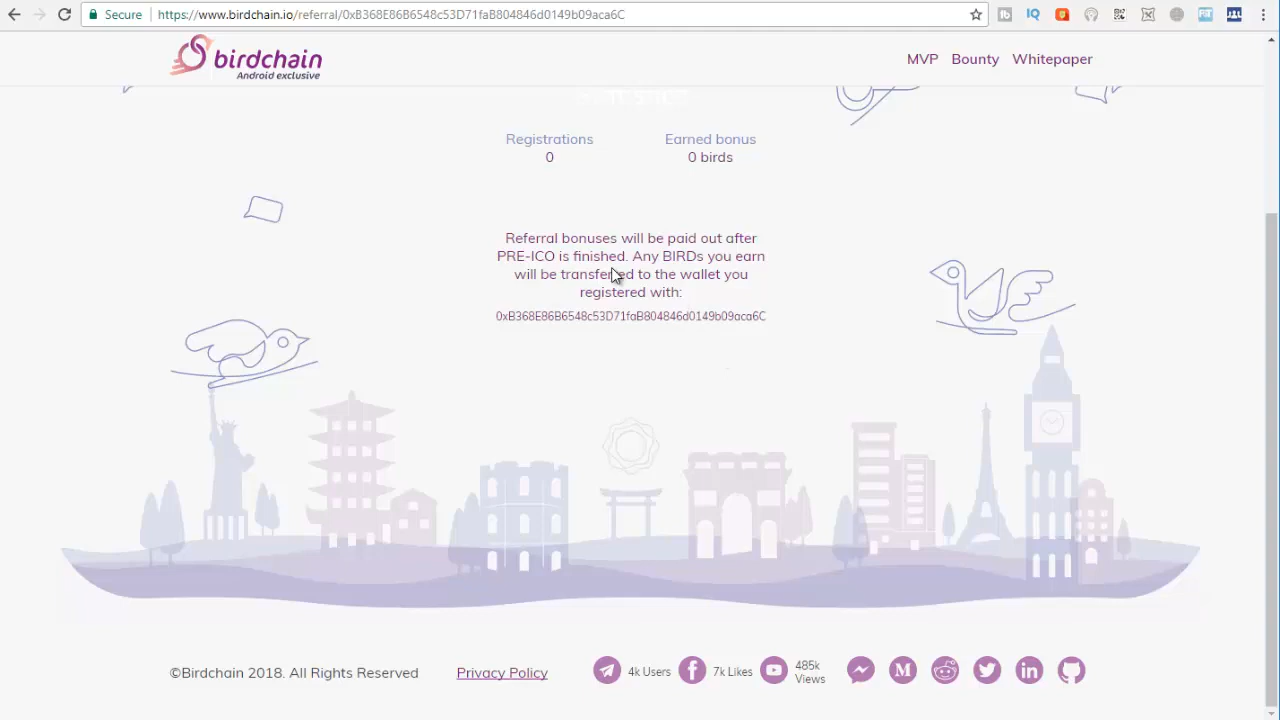 Secure
https://www.birdchain.io/referral/0xB368E86B6548c53D71faB804846d0149b09aca6C
birdchain
Android exclusive
MVP Bounty Whitepaper
Registrations Earned bonus
0 0 birds
Referral bonuses will be paid out after
PRE-ICO is finished. Any BIRDs you earn
will be transferred to the wallet you
registered with:
0xB368E86B6548c53D71faB804846d0149b09aca6C
©Birdchain 2018. All Rights Reserved
Privacy Policy
4k Users
7k Likes
485k
Views